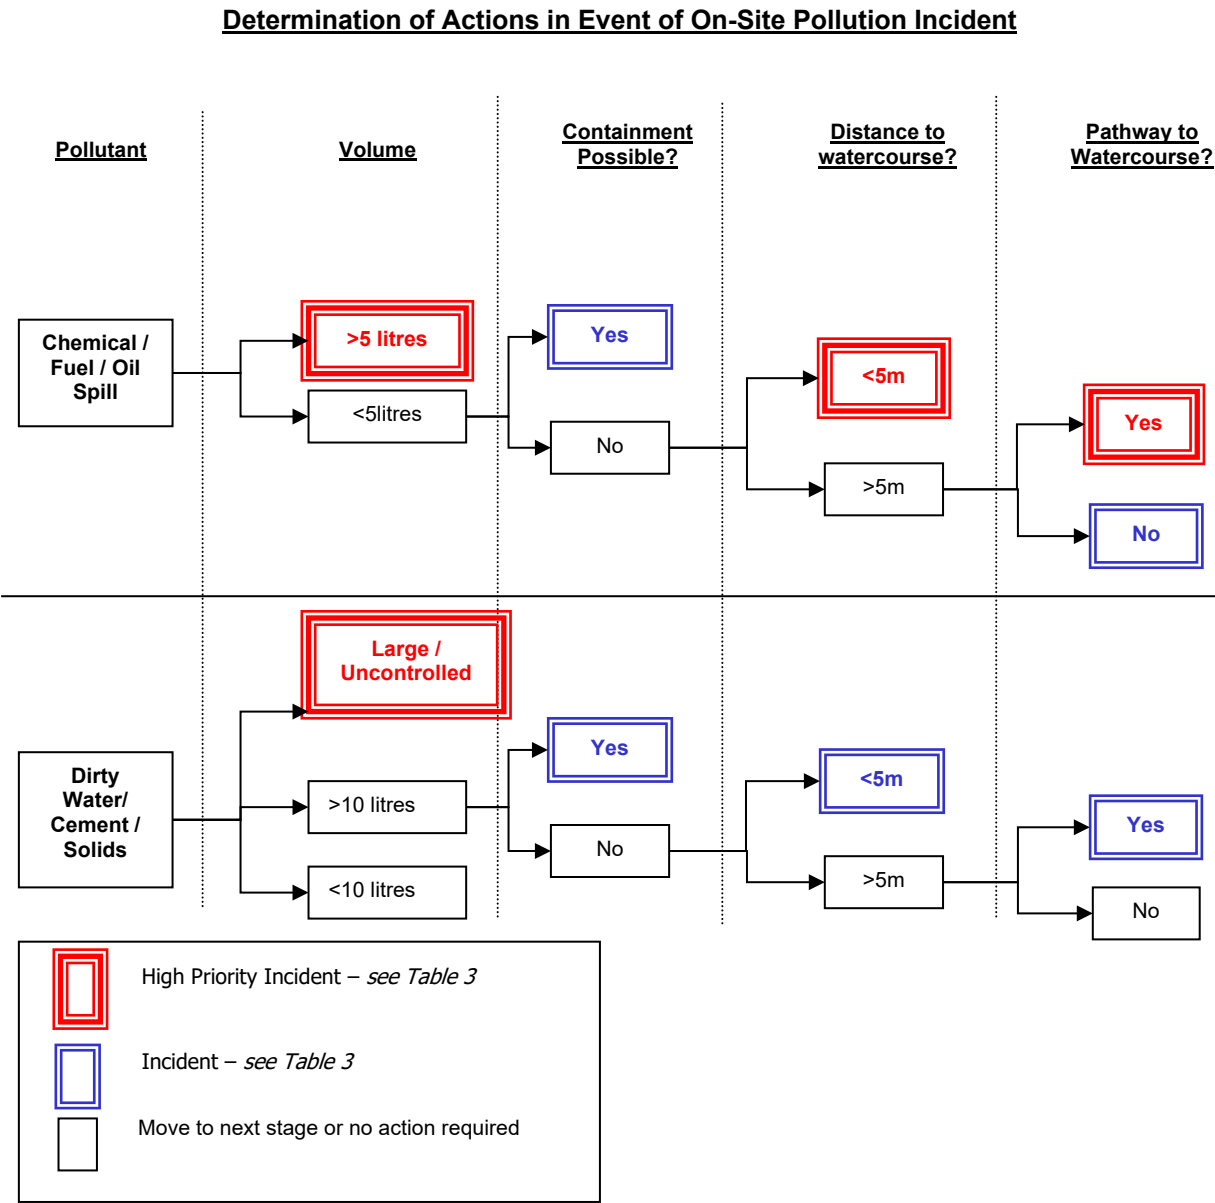 Determination of Actions in Event of On-Site Pollution Incident
Pollutant
Volume
Containment
Possible?
Distance to
watercourse?
Pathway to
Watercourse?
Chemical /
Fuel / Oil
Spill
>5 litres
<5litres
Yes
No
<5m
>5m
Yes
No
Dirty
Water/
Cement /
Solids
Large /
Uncontrolled
>10 litres
<10 litres
Yes
No
<5m
>5m
Yes
No
High Priority Incident – see Table 3
Incident – see Table 3
Move to next stage or no action required